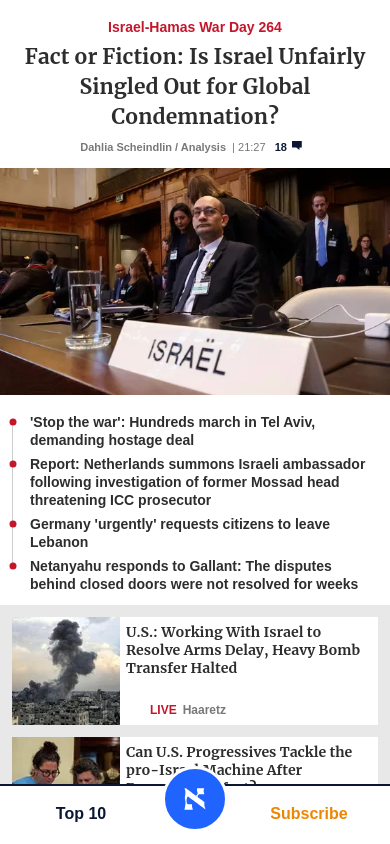 Israel-Hamas War Day 264
Fact or Fiction: Is Israel Unfairly
Singled Out for Global
Condemnation?
Dahlia Scheindlin / Analysis | 21:27 18
ISRAËL
'Stop the war': Hundreds march in Tel Aviv,
demanding hostage deal
Report: Netherlands summons Israeli ambassador
following investigation of former Mossad head
threatening ICC prosecutor
Germany 'urgently' requests citizens to leave
Lebanon
Netanyahu responds to Gallant: The disputes
behind closed doors were not resolved for weeks
U.S.: Working With Israel to
Resolve Arms Delay, Heavy Bomb
Transfer Halted
LIVE Haaretz
Can U.S. Progressives Tackle the
Machine After
Top 10
Subscribe